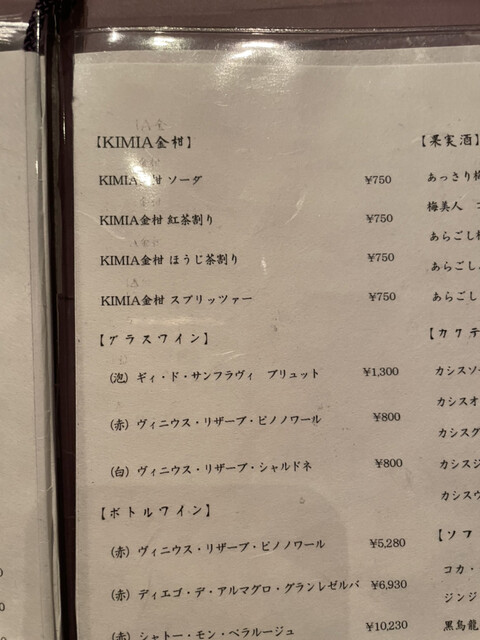 【KIMIA金柑】
KIMIA金柑 ソーダ ¥750
KIMIA金柑 紅茶割り ¥750
KIMIA金柑 ほうじ茶割り ¥750
KIMIA金柑 スプリッツァー ¥750
【グラスワイン】
(泡) ギィ・ド・サンフラヴィ ブリュット ¥1,300
(赤) ヴィニウス・リザーブ・ピノノワール ¥800
(白) ヴィニウス・リザーブ・シャルドネ ¥800
【ボトルワイン】
(赤) ヴィニウス・リザーブ・ピノノワール ¥5,280
(赤) ディエゴ・デ・アルマグロ・グランレゼルバ ¥6,930
(赤) シャトー・モン・ペラルージュ ¥10,230
【果実酒】
あっさり梅
梅美人
あらごし
あらごし
あらごし
【カクテ
カシスソ
カシスオ
カシスグ
カシスジ
カシスウ
【ソフ
コカ・
ジンジ
黒烏龍